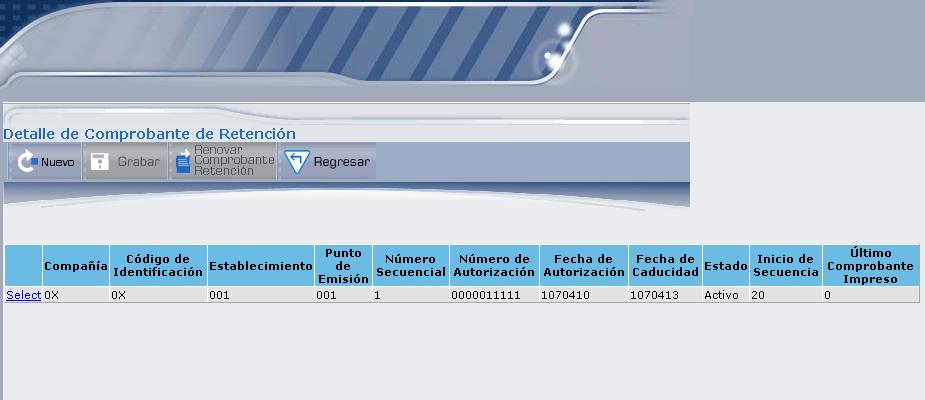 Detalle de Comprobante de Retención
Nuevo
Grabar
Renovar
Comprobante
Retención
Regresar
Compañía
Código de
Identificación
Establecimiento
Punto
de
Emisión
Número
Secuencial
Número de
Autorización
Fecha de
Autorización
Fecha de
Caducidad
Estado
Inicio de
Secuencia
Último
Comprobante
Impreso
Select 0X 0X 001 001 1 0000011111 1070410 1070413 Activo 20 0